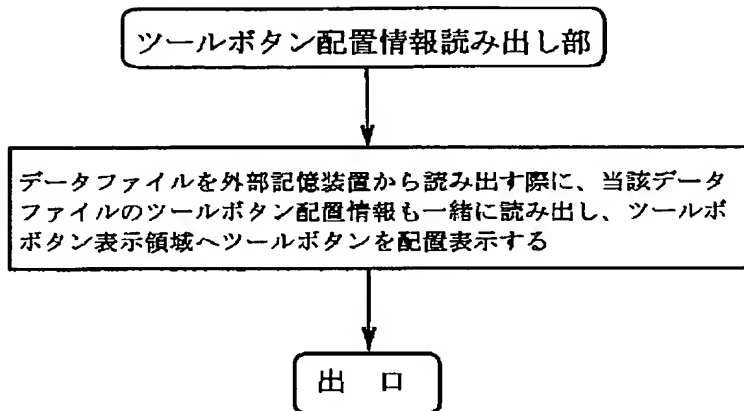 ツールボタン配置情報読み出し部
データファイルを外部記憶装置から読み出す際に、当該データ
ファイルのツールボタン配置情報も一緒に読み出し、ツールボ
ボタン表示領域へツールボタンを配置表示する
出 口